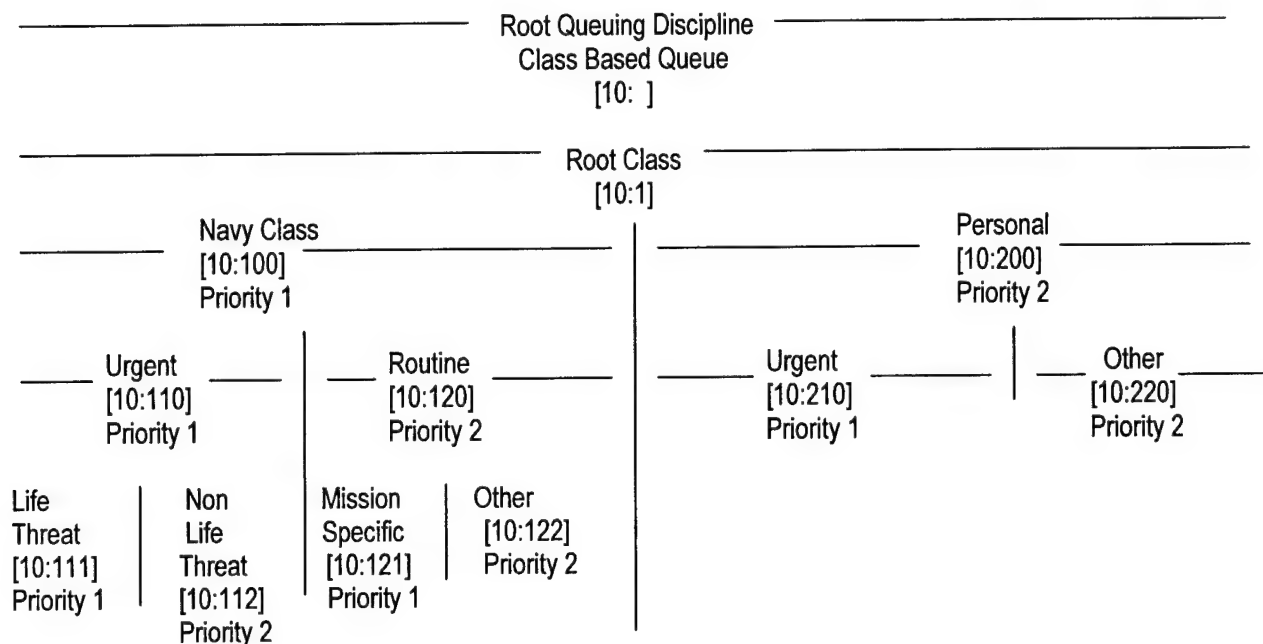 Root Queuing Discipline
Class Based Queue
[10: ]
Root Class
[10:1]
Navy Class
[10:100]
Priority 1
Personal
[10:200]
Priority 2
Urgent
[10:110]
Priority 1
Routine
[10:120]
Priority 2
Urgent
[10:210]
Priority 1
Other
[10:220]
Priority 2
Life
Threat
[10:111]
Priority 1
Non
Life
Threat
[10:112]
Priority 2
Mission
Specific
[10:121]
Priority 1
Other
[10:122]
Priority 2